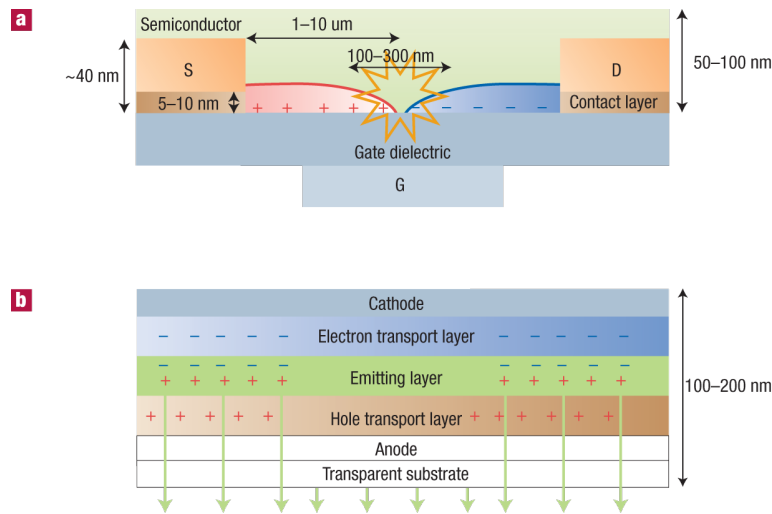 a
1–10 um
Semiconductor
100–300 nm
S
D
50–100 nm
~40 nm
5–10 nm
Contact layer
+ + + + + – – – – –
Gate dielectric
G
b
Cathode
– – – – – Electron transport layer – – – – –
– – – – – – – – – –
+ + + + + Emitting layer + + + + +
100–200 nm
+ + + + + Hole transport layer + + + + + +
Anode
Transparent substrate